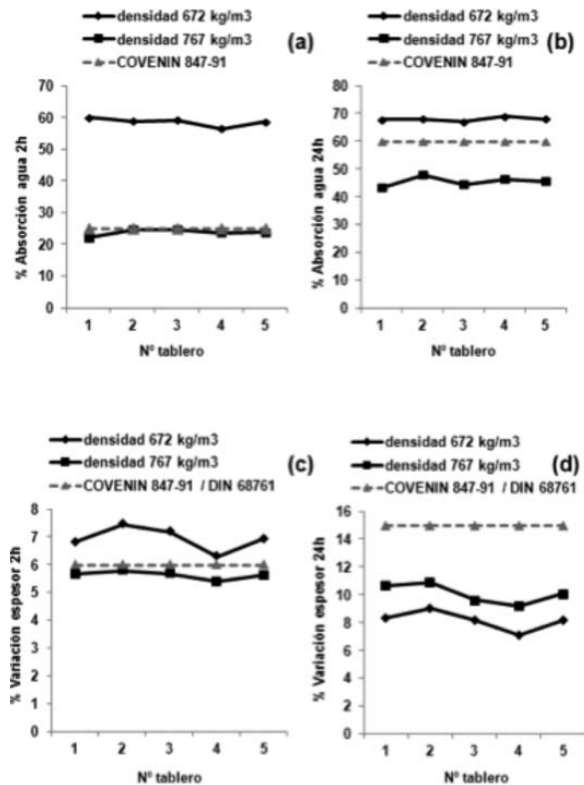 densidad 672 kg/m3
densidad 767 kg/m3
COVENIN 847-91
(a)
70
60
50
40
30
20
10
0
% Absorción agua 2h
1 2 3 4 5
Nº tablero
densidad 672 kg/m3
densidad 767 kg/m3
COVENIN 847-91
(b)
80
70
60
50
40
30
20
10
0
% Absorción agua 24h
1 2 3 4 5
Nº tablero
densidad 672 kg/m3
densidad 767 kg/m3
COVENIN 847-91 / DIN 68761
(c)
8
7
6
5
4
3
2
1
0
% Variación espesor 2h
1 2 3 4 5
Nº tablero
densidad 672 kg/m3
densidad 767 kg/m3
COVENIN 847-91 / DIN 68761
(d)
16
14
12
10
8
6
4
2
0
% Variación espesor 24h
1 2 3 4 5
Nº tablero